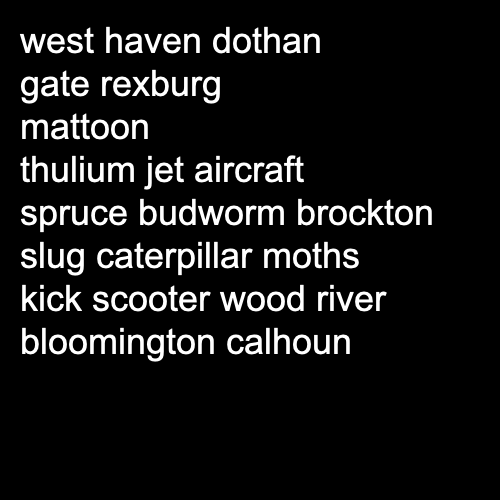 west haven dothan
gate rexburg
mattoon
thulium jet aircraft
spruce budworm brockton
slug caterpillar moths
kick scooter wood river
bloomington calhoun